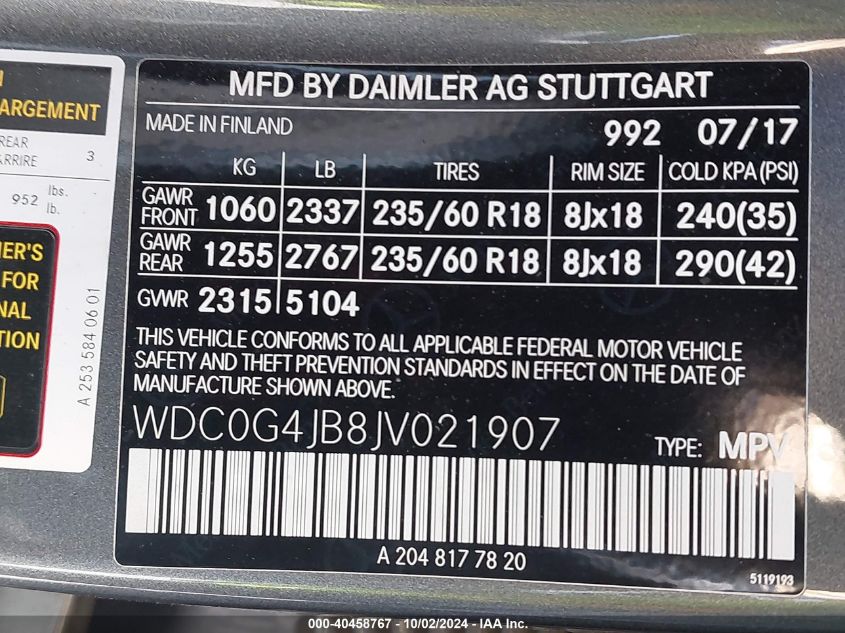 ARGEMENT
REAR
3
952 lbs.
lb.
FOR
A 253 584 06 01
MFD BY DAIMLER AG STUTTGART
MADE IN FINLAND 992 07/17
KG LB TIRES RIM SIZE COLD KPA(PSI)
GAWR FRONT 1060 2337 235/60 R18 8Jx18 240(35)
GAWR REAR 1255 2767 235/60 R18 8Jx18 290(42)
GVWR 2315 5104
THIS VEHICLE CONFORMS TO ALL APPLICABLE FEDERAL MOTOR VEHICLE
SAFETY AND THEFT PREVENTION STANDARDS IN EFFECT ON THE DATE OF
MANUFACTURE SHOWN ABOVE.
WDC0G4JB8JV021907 TYPE: MPV
A 204 817 78 20
5119193
000-40458767 - 10/02/2024 - IAA Inc.